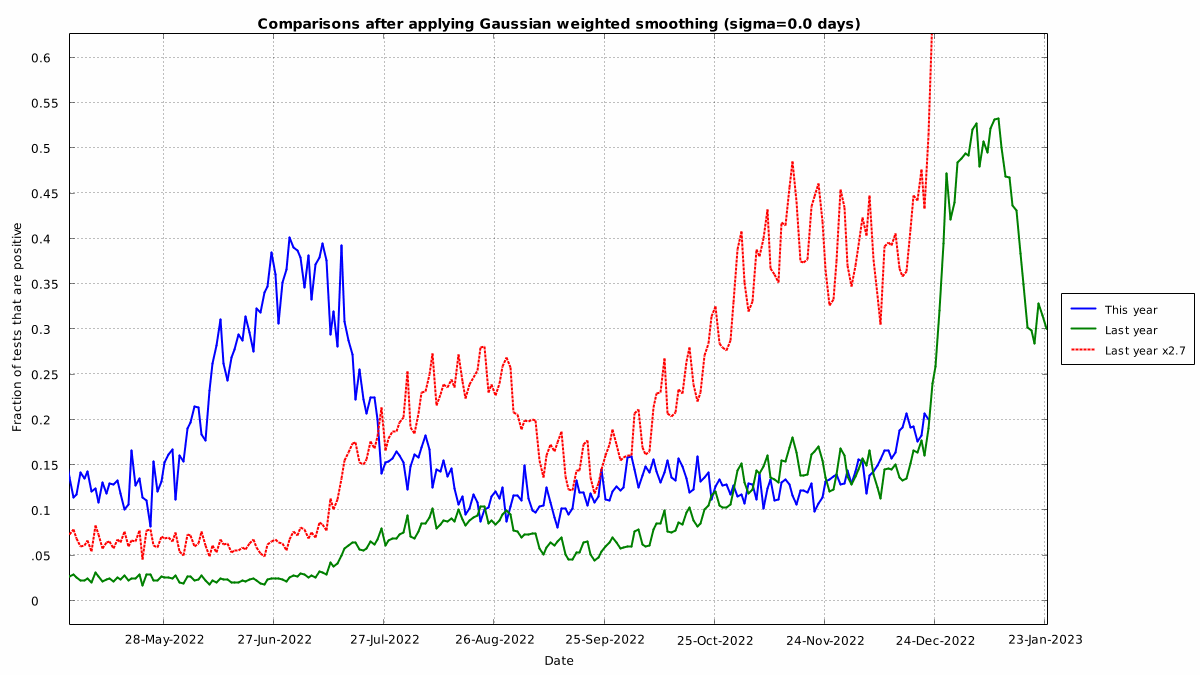 Comparisons after applying Gaussian weighted smoothing (sigma=0.0 days)
Fraction of tests that are positive
0.6
0.55
0.5
0.45
0.4
0.35
0.3
0.25
0.2
0.15
0.1
.05
0
28-May-2022
27-Jun-2022
27-Jul-2022
26-Aug-2022
25-Sep-2022
25-Oct-2022
24-Nov-2022
24-Dec-2022
23-Jan-2023
Date
This year
Last year
Last year x2.7